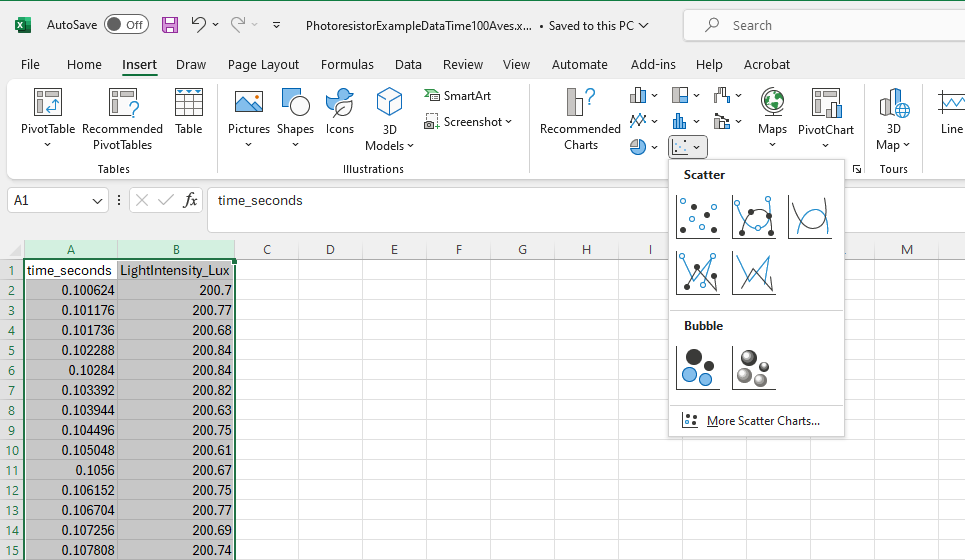 AutoSave Off PhotoresistorExampleDataTime100Aves.x... • Saved to this PC Search
File Home Insert Draw Page Layout Formulas Data Review View Automate Add-ins Help Acrobat
PivotTable Recommended PivotTables Table Pictures Shapes Icons 3D Models SmartArt Screenshot Recommended Charts Maps PivotChart 3D Map Line
Tables Illustrations Tours
A1 fx time_seconds
Scatter
Bubble
More Scatter Charts...
A B C D E F G H I M
1 time_seconds LightIntensity_Lux
2 0.100624 200.7
3 0.101176 200.77
4 0.101736 200.68
5 0.102288 200.84
6 0.10284 200.84
7 0.103392 200.82
8 0.103944 200.63
9 0.104496 200.75
10 0.105048 200.61
11 0.1056 200.67
12 0.106152 200.75
13 0.106704 200.77
14 0.107256 200.69
15 0.107808 200.74